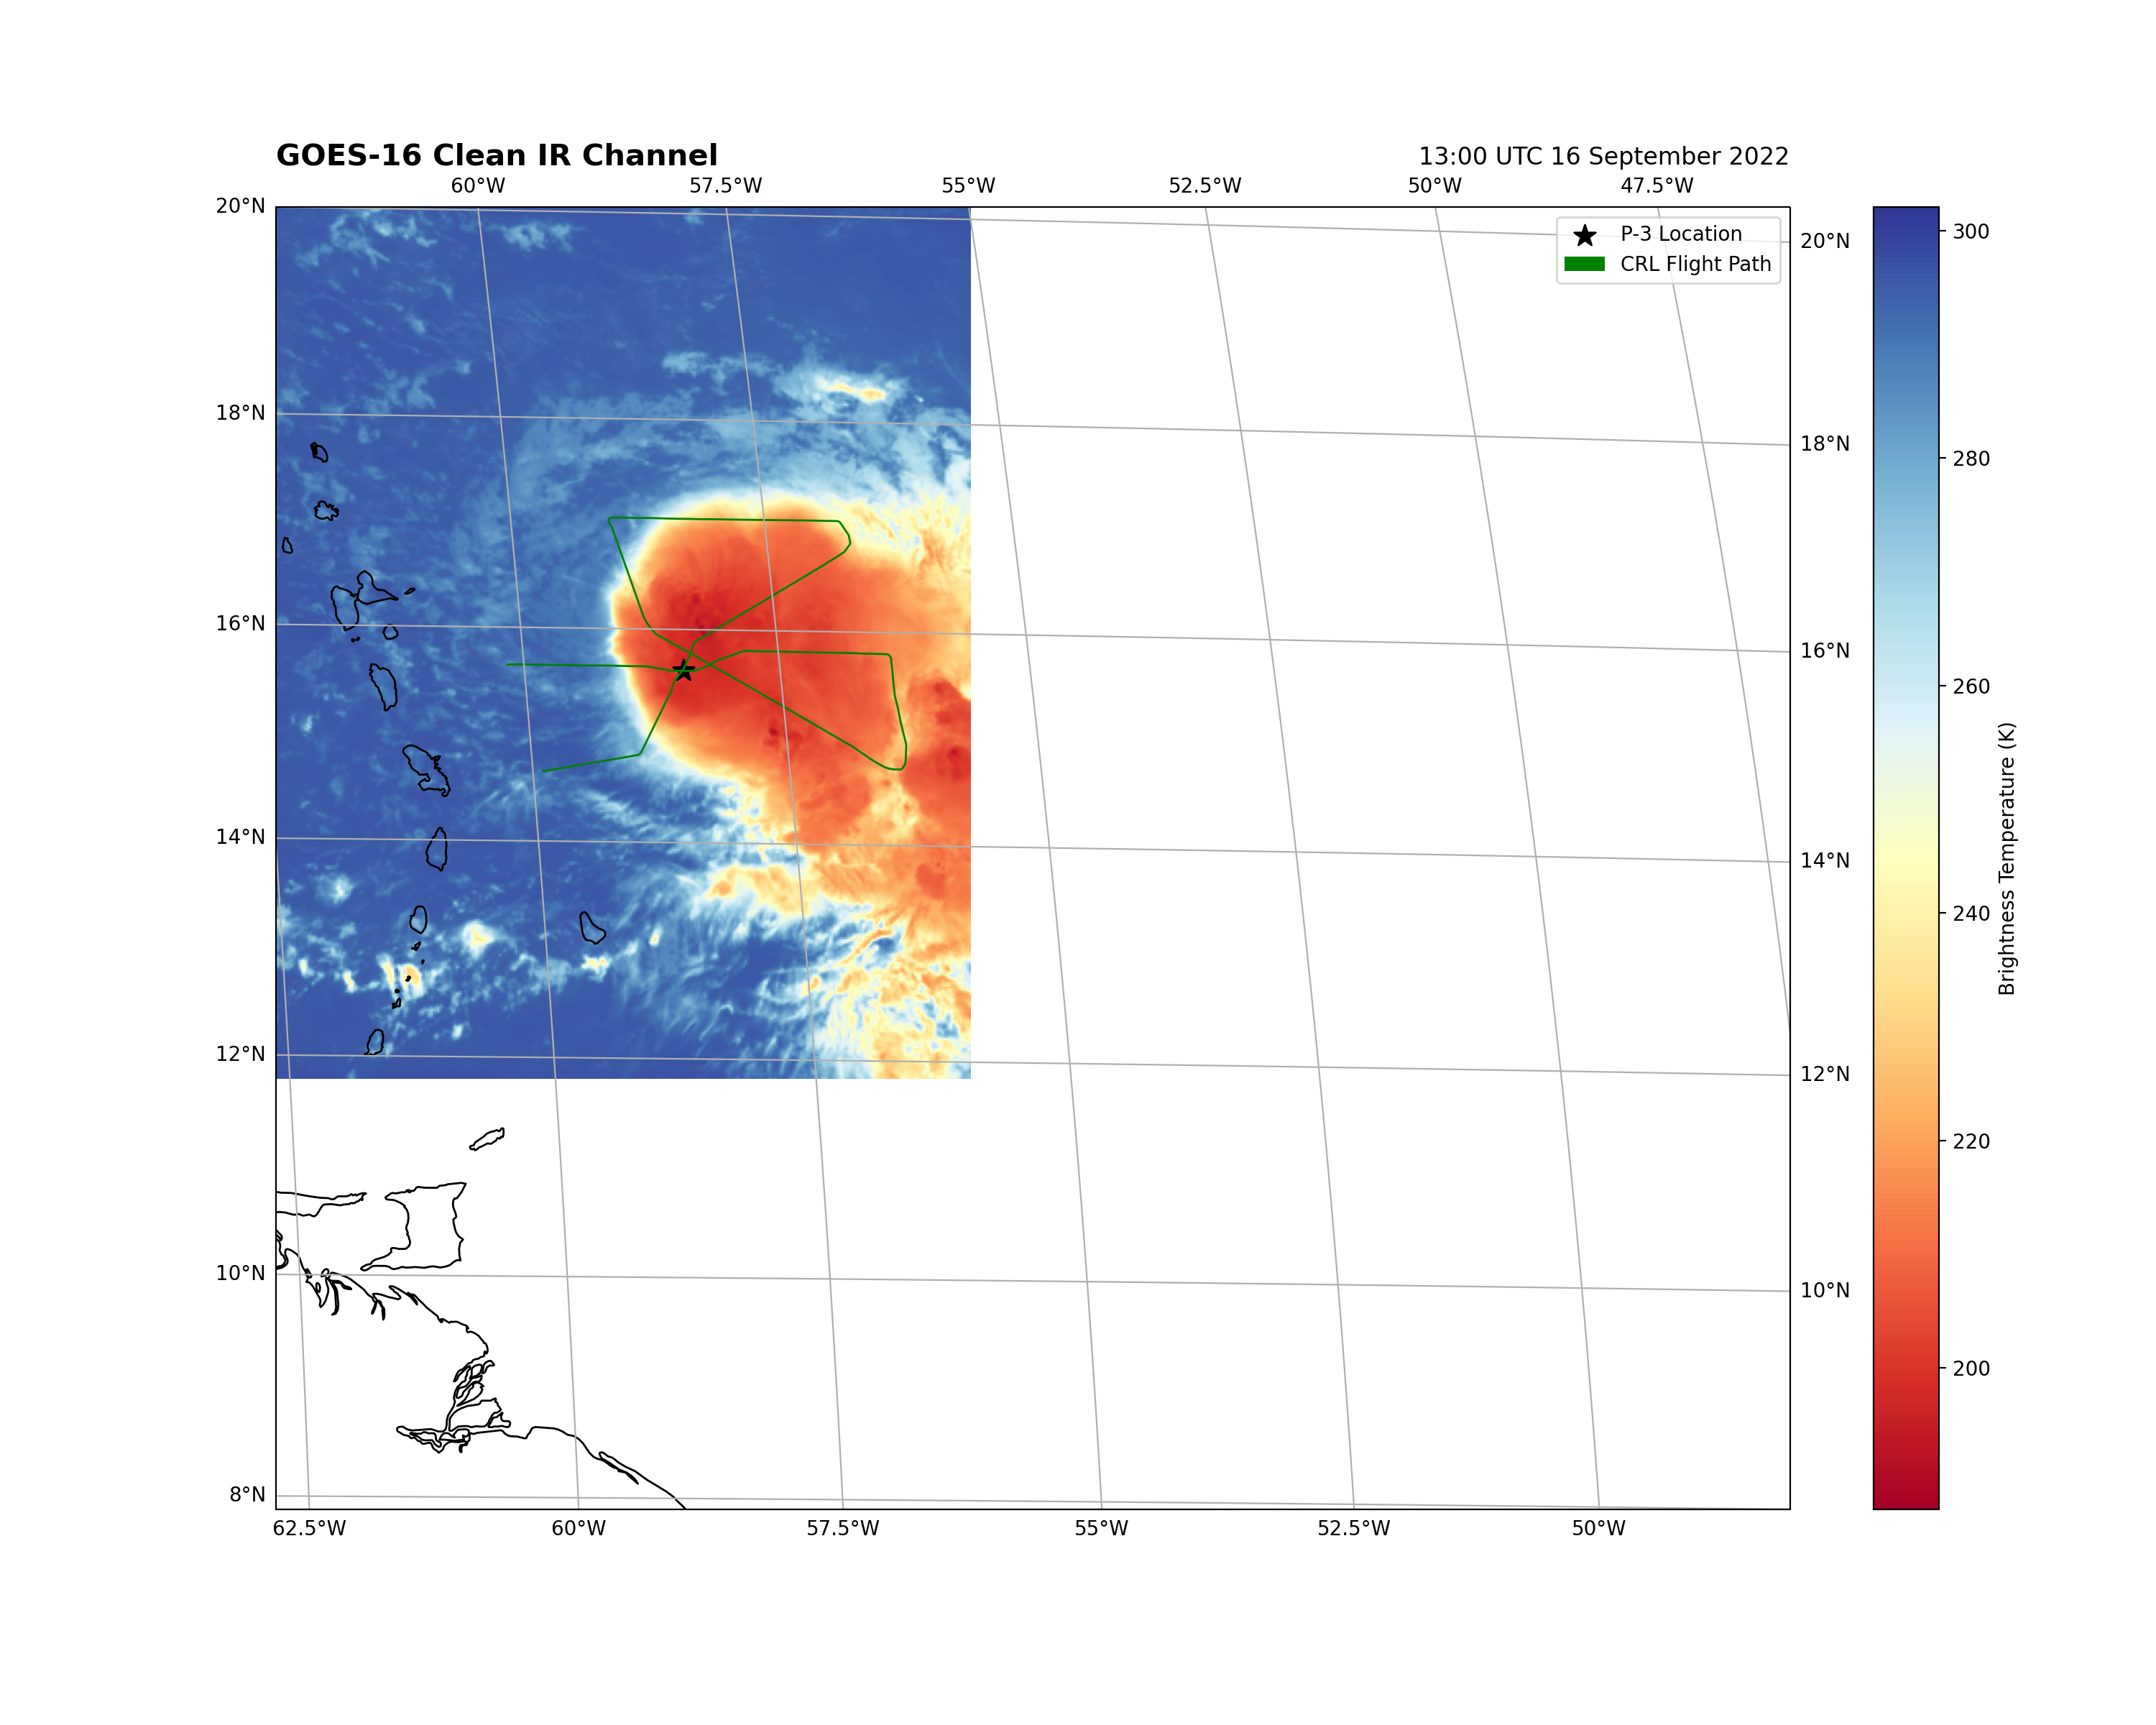 GOES-16 Clean IR Channel
13:00 UTC 16 September 2022
60°W 57.5°W 55°W 52.5°W 50°W 47.5°W
20°N
18°N
16°N
14°N
12°N
10°N
8°N
P-3 Location
CRL Flight Path
20°N
18°N
16°N
14°N
12°N
10°N
62.5°W 60°W 57.5°W 55°W 52.5°W 50°W
300
280
260
240
220
200
Brightness Temperature (K)